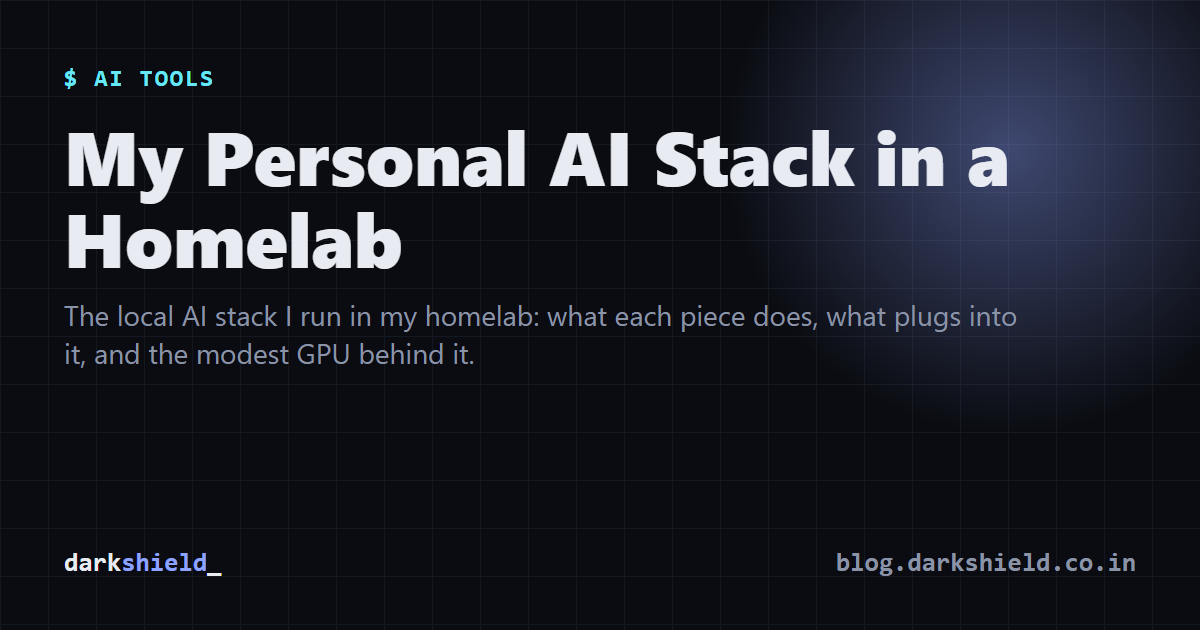 $ AI TOOLS
My Personal AI Stack in a
Homelab
The local AI stack I run in my homelab: what each piece does, what plugs into
it, and the modest GPU behind it.
darkshield_
blog.darkshield.co.in